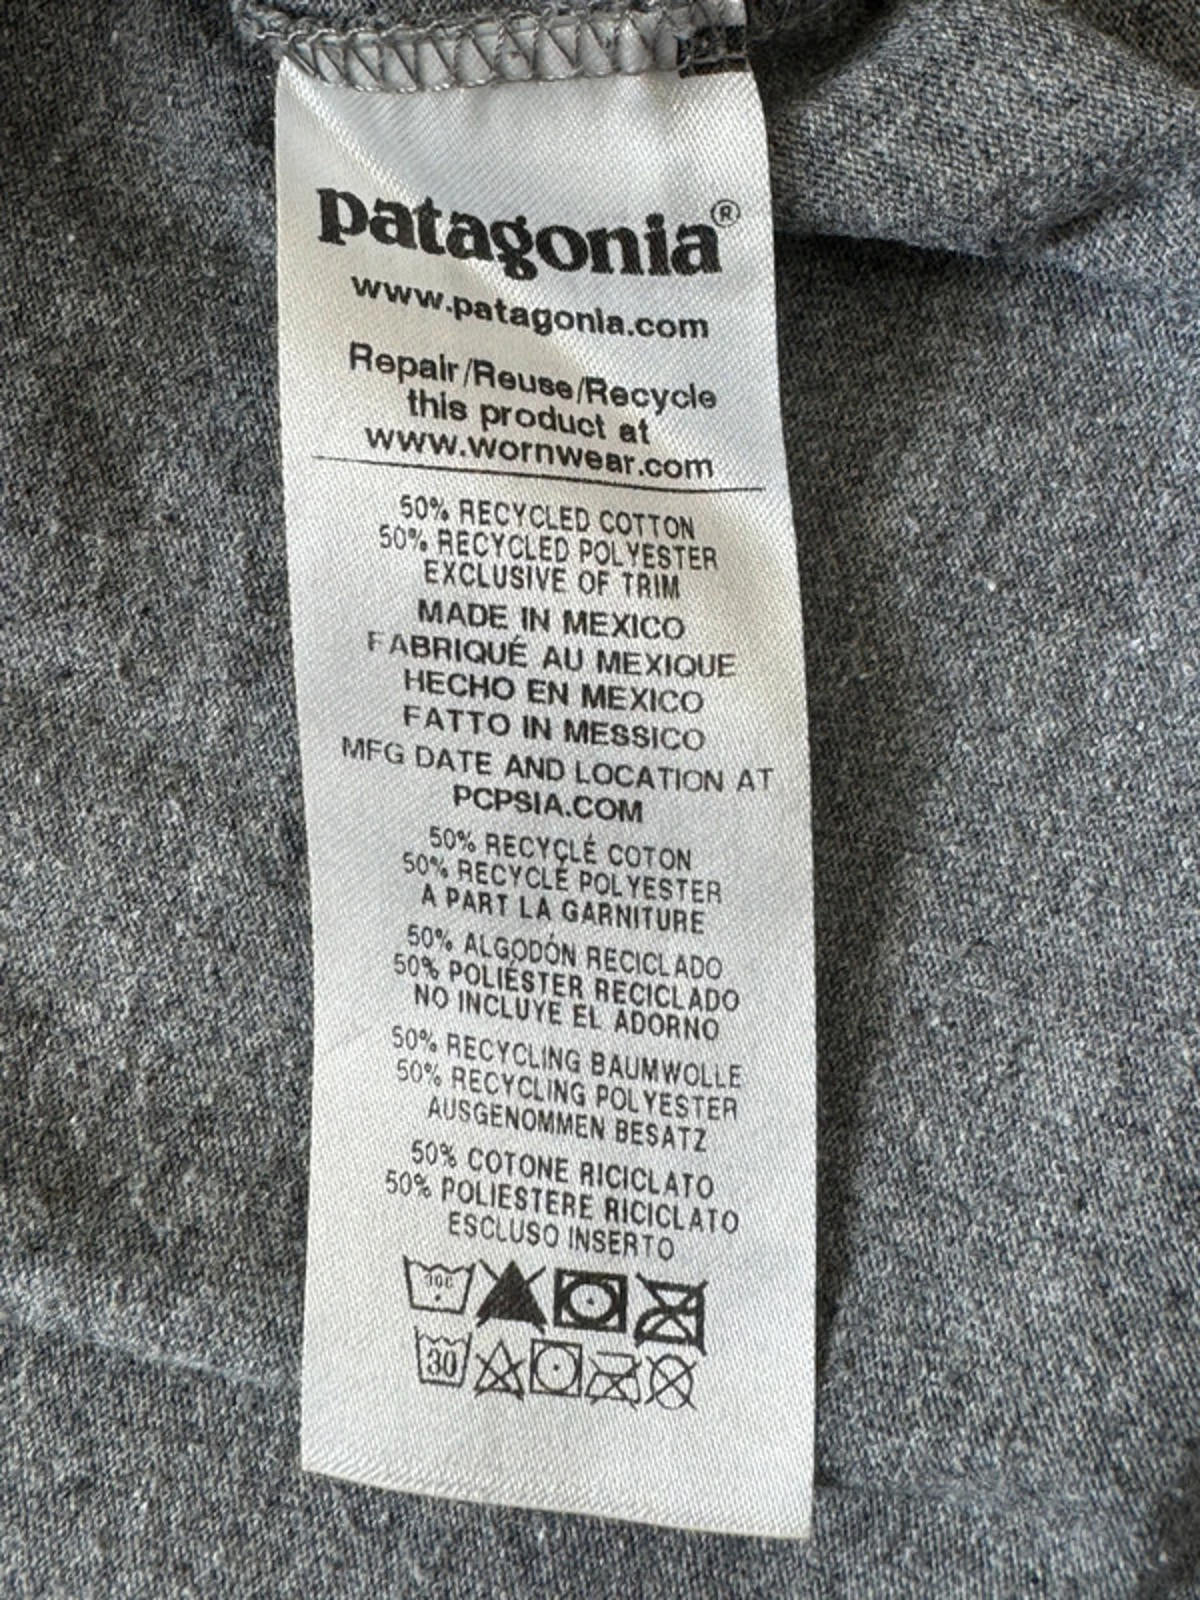 patagonia®
www.patagonia.com
Repair/Reuse/Recycle
this product at
www.wornwear.com
50% RECYCLED COTTON
50% RECYCLED POLYESTER
EXCLUSIVE OF TRIM
MADE IN MEXICO
FABRIQUÉ AU MEXIQUE
HECHO EN MEXICO
FATTO IN MESSICO
MFG DATE AND LOCATION AT
PCPSIA.COM
50% RECYCLÉ COTON
50% RECYCLÉ POLYESTER
A PART LA GARNITURE
50% ALGODÓN RECICLADO
50% POLIÉSTER RECICLADO
NO INCLUYE EL ADORNO
50% RECYCLING BAUMWOLLE
50% RECYCLING POLYESTER
AUSGENOMMEN BESATZ
50% COTONE RICICLATO
50% POLIESTERE RICICLATO
ESCLUSO INSERTO
30C
30